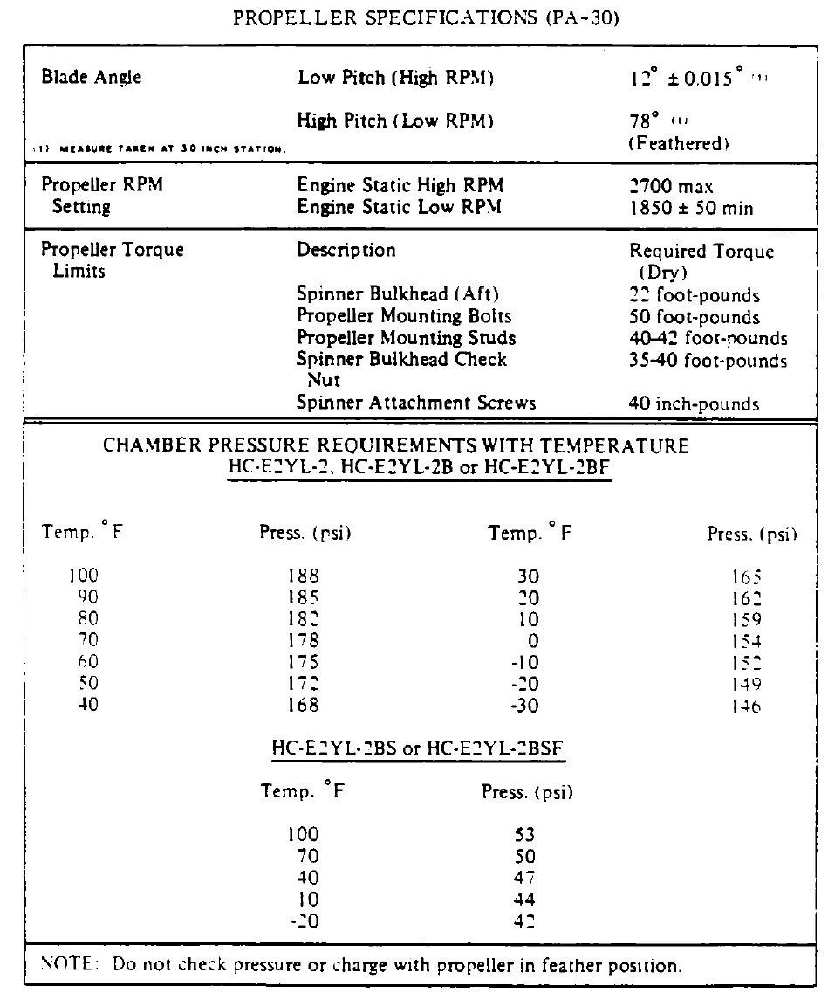 PROPELLER SPECIFICATIONS (PA-30)
Blade Angle Low Pitch (High RPM) 12° ± 0.015° (1)
High Pitch (Low RPM) 78° (1)
(Feathered)
(1) MEASURE TAKEN AT 30 INCH STATION.
Propeller RPM Engine Static High RPM 2700 max
Setting Engine Static Low RPM 1850 ± 50 min
Propeller Torque Description Required Torque
Limits (Dry)
Spinner Bulkhead (Aft) 22 foot-pounds
Propeller Mounting Bolts 50 foot-pounds
Propeller Mounting Studs 40-42 foot-pounds
Spinner Bulkhead Check 35-40 foot-pounds
Nut
Spinner Attachment Screws 40 inch-pounds
CHAMBER PRESSURE REQUIREMENTS WITH TEMPERATURE
HC-E2YL-2, HC-E2YL-2B or HC-E2YL-2BF
Temp. °F Press. (psi) Temp. °F Press. (psi)
100 188 30 165
90 185 20 162
80 182 10 159
70 178 0 154
60 175 -10 152
50 172 -20 149
40 168 -30 146
HC-E2YL-2BS or HC-E2YL-2BSF
Temp. °F Press. (psi)
100 53
70 50
40 47
10 44
-20 42
NOTE: Do not check pressure or charge with propeller in feather position.